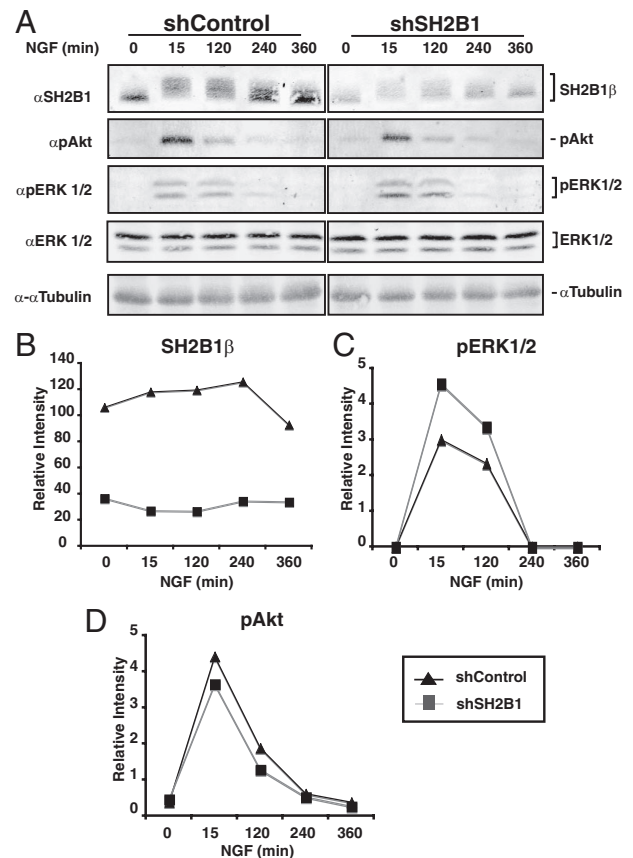 A
shControl
shSH2B1
NGF (min) 0 15 120 240 360 0 15 120 240 360
αSH2B1
SH2B1β
αpAkt
- pAkt
αpERK 1/2
pERK1/2
αERK 1/2
ERK1/2
α-αTubulin
- αTubulin
B
SH2B1β
140
120
100
80
60
40
20
0
Relative Intensity
0 15 120 240 360
NGF (min)
C
pERK1/2
5
4
3
2
1
0
Relative Intensity
0 15 120 240 360
NGF (min)
D
pAkt
5
4
3
2
1
0
Relative Intensity
0 15 120 240 360
NGF (min)
shControl
shSH2B1